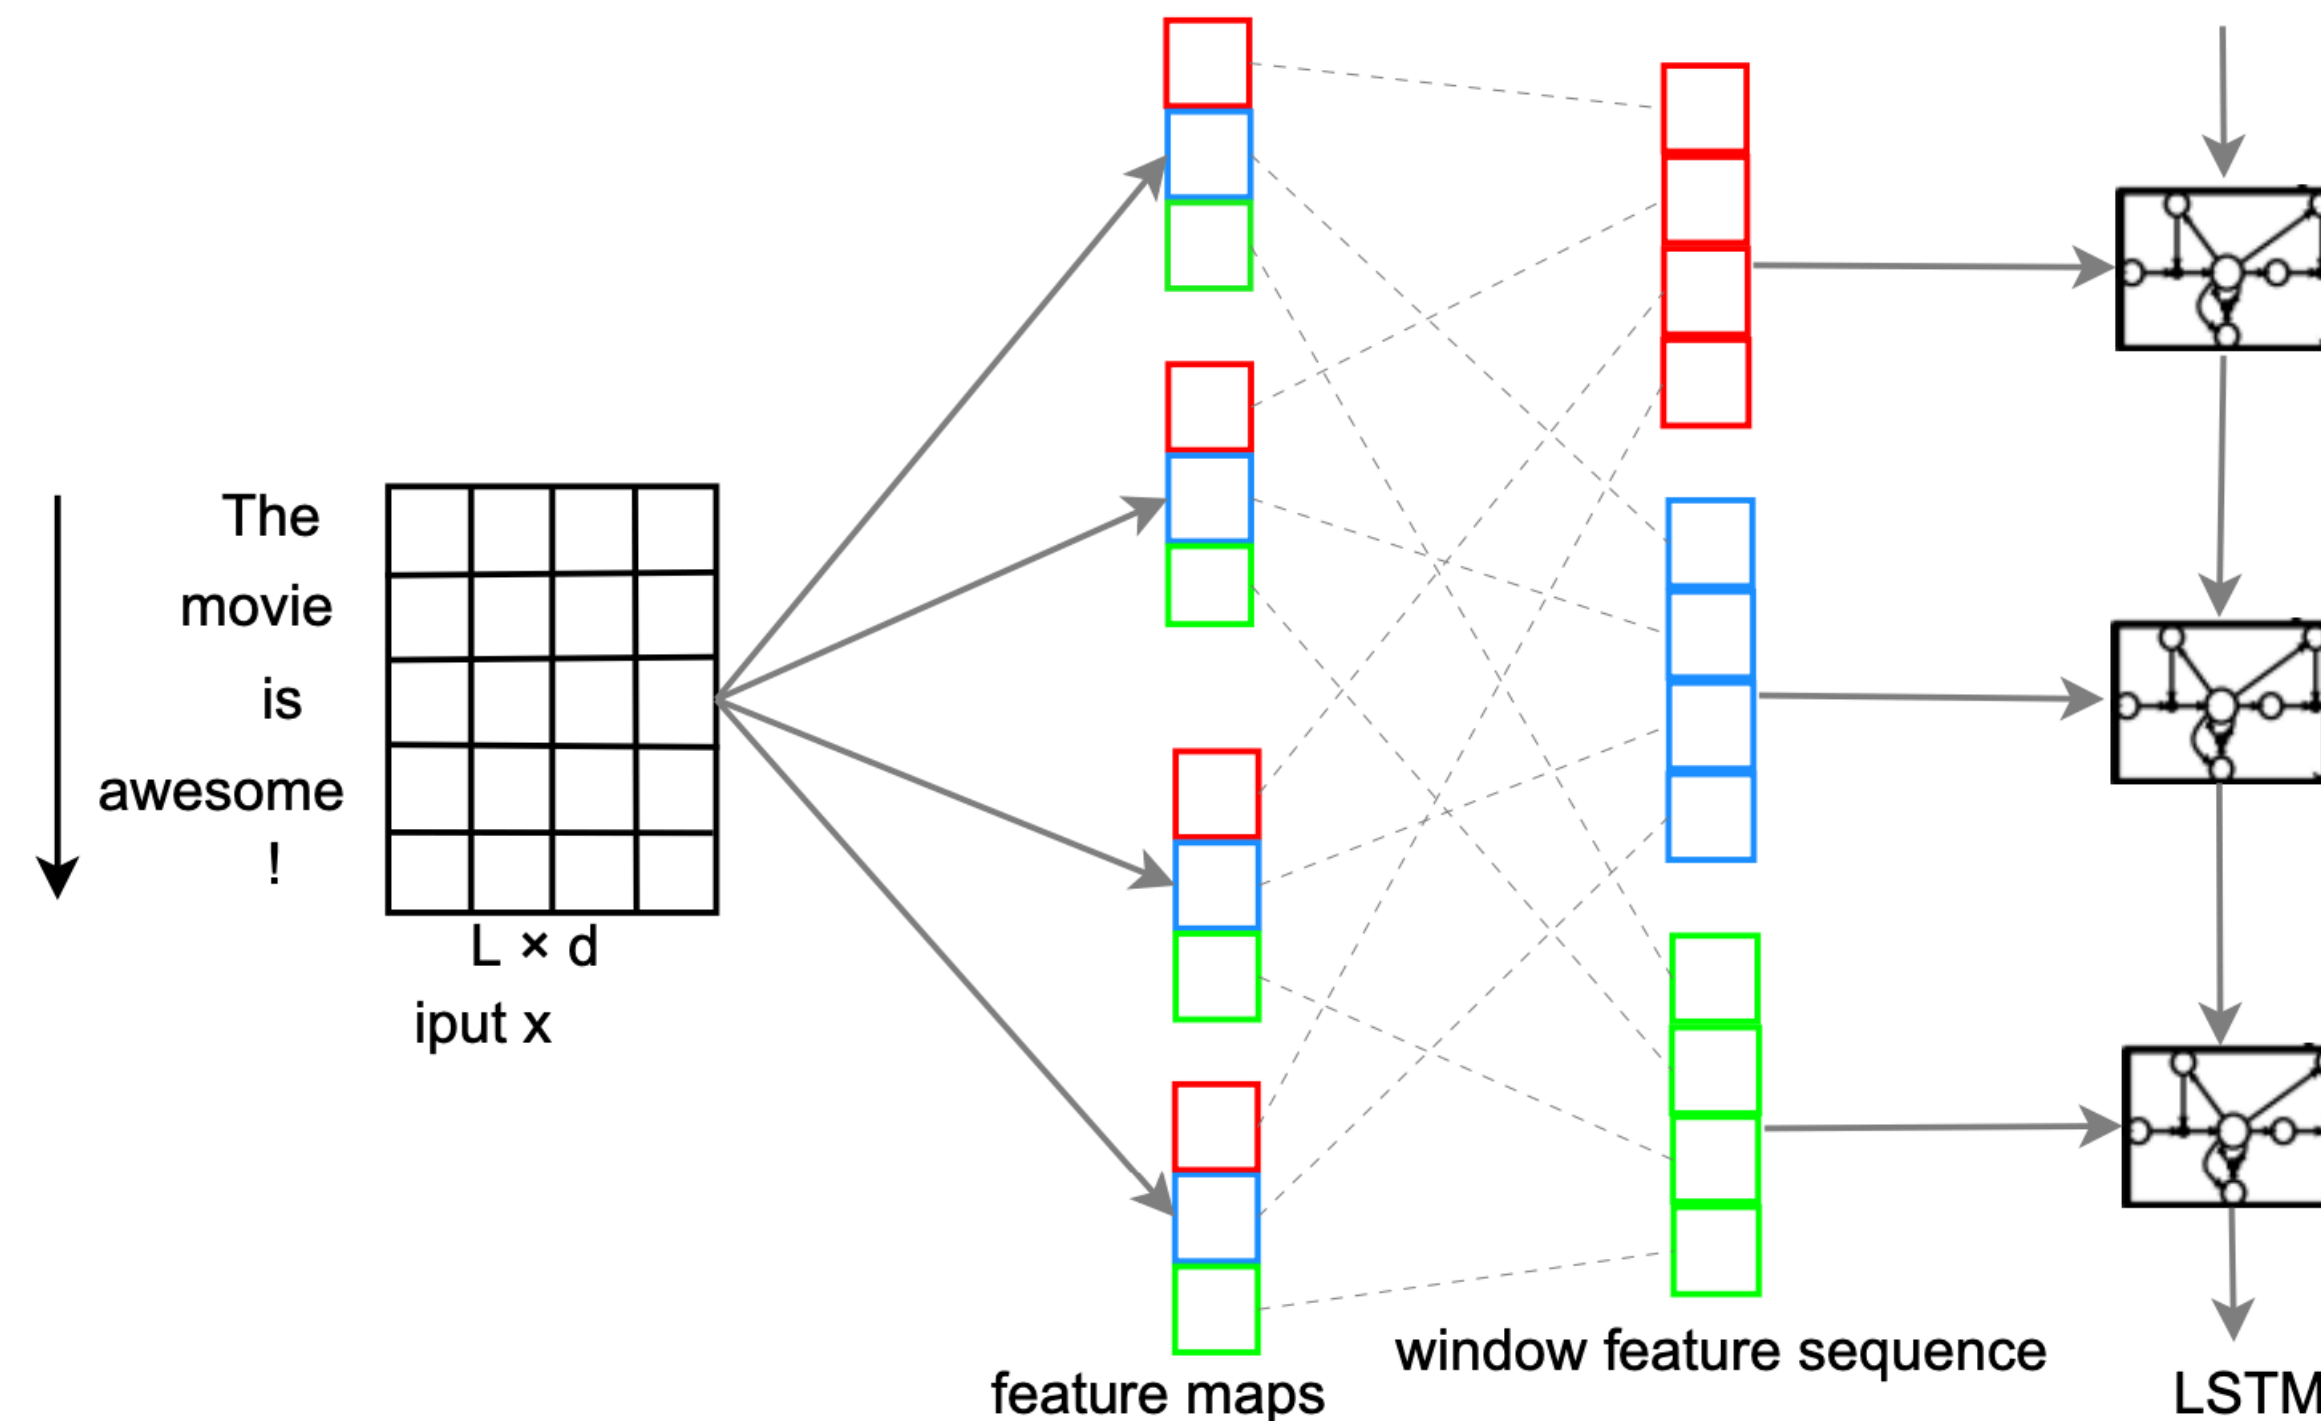 The
movie
is
awesome
!
L × d
iput x
feature maps
window feature sequence
LSTM